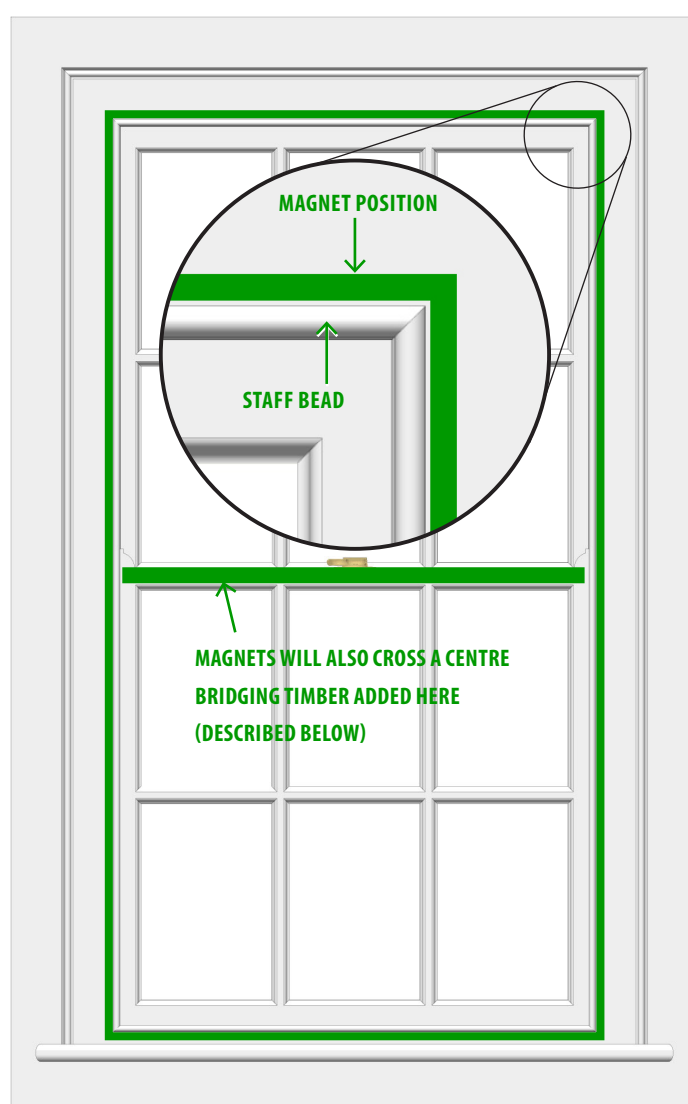 MAGNET POSITION
STAFF BEAD
MAGNETS WILL ALSO CROSS A CENTRE
BRIDGING TIMBER ADDED HERE
(DESCRIBED BELOW)